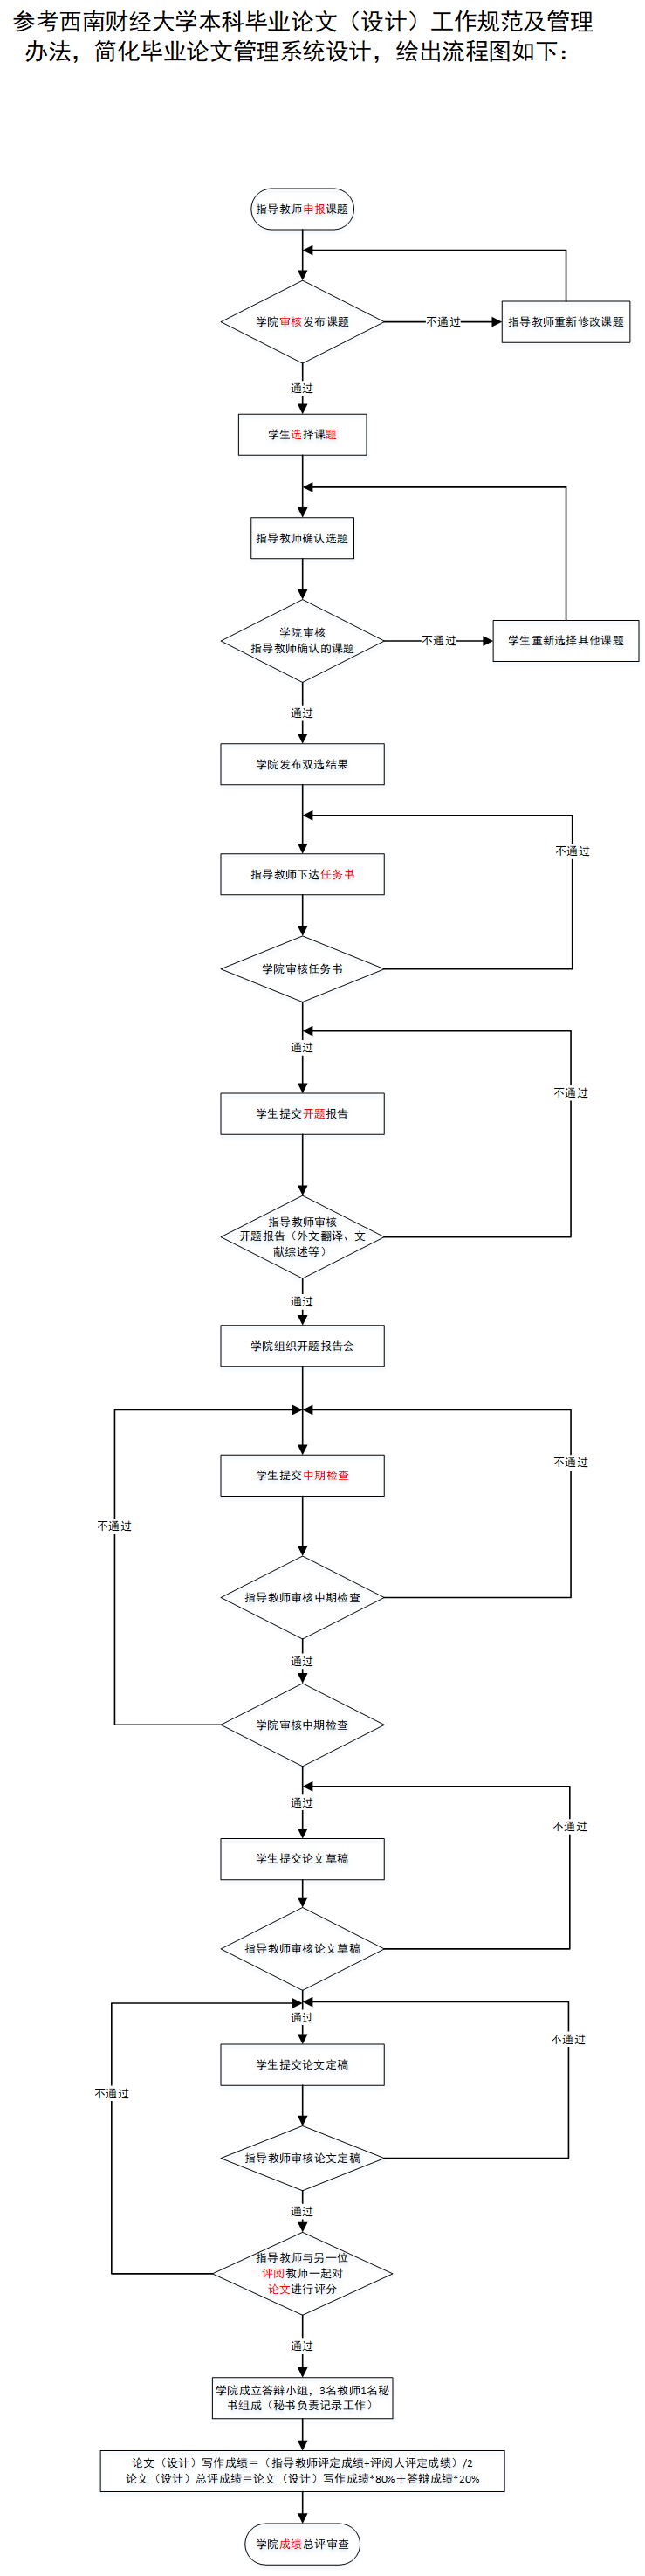 参考西南财经大学本科毕业论文（设计）工作规范及管理
办法，简化毕业论文管理系统设计，绘出流程图如下：
指导教师申报课题
学院审核发布课题
不通过
指导教师重新修改课题
通过
学生选择课题
指导教师确认选题
学院审核
指导教师确认的课题
不通过
学生重新选择其他课题
通过
学院发布双选结果
不通过
指导教师下达任务书
学院审核任务书
通过
不通过
学生提交开题报告
指导教师审核
开题报告（外文翻译、文
献综述等）
通过
学院组织开题报告会
不通过
学生提交中期检查
不通过
指导教师审核中期检查
通过
学院审核中期检查
通过
不通过
学生提交论文草稿
指导教师审核论文草稿
通过
不通过
学生提交论文定稿
不通过
指导教师审核论文定稿
通过
指导教师与另一位
评阅教师一起对
论文进行评分
通过
学院成立答辩小组，3名教师1名秘
书组成（秘书负责记录工作）
论文（设计）写作成绩＝（指导教师评定成绩+评阅人评定成绩）/2
论文（设计）总评成绩＝论文（设计）写作成绩*80%＋答辩成绩*20%
学院成绩总评审查